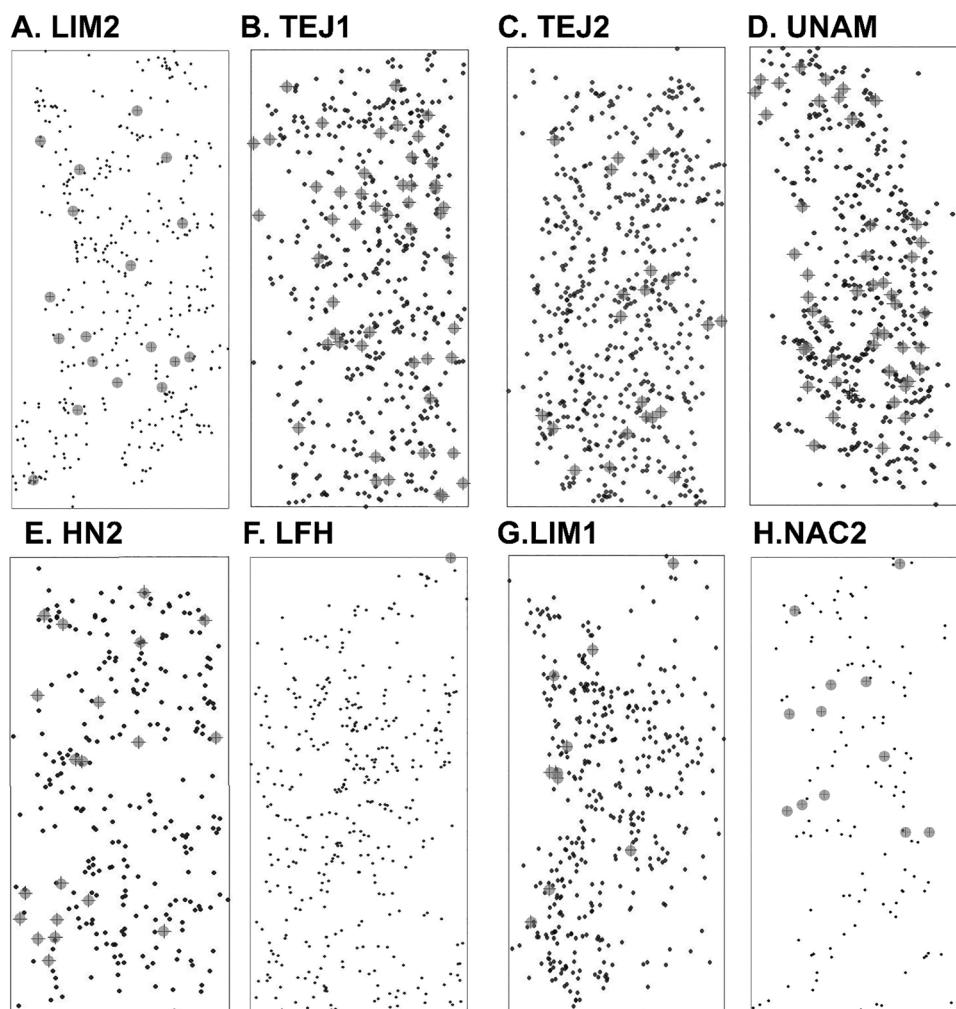 A. LIM2
B. TEJ1
C. TEJ2
D. UNAM
E. HN2
F. LFH
G.LIM1
H.NAC2